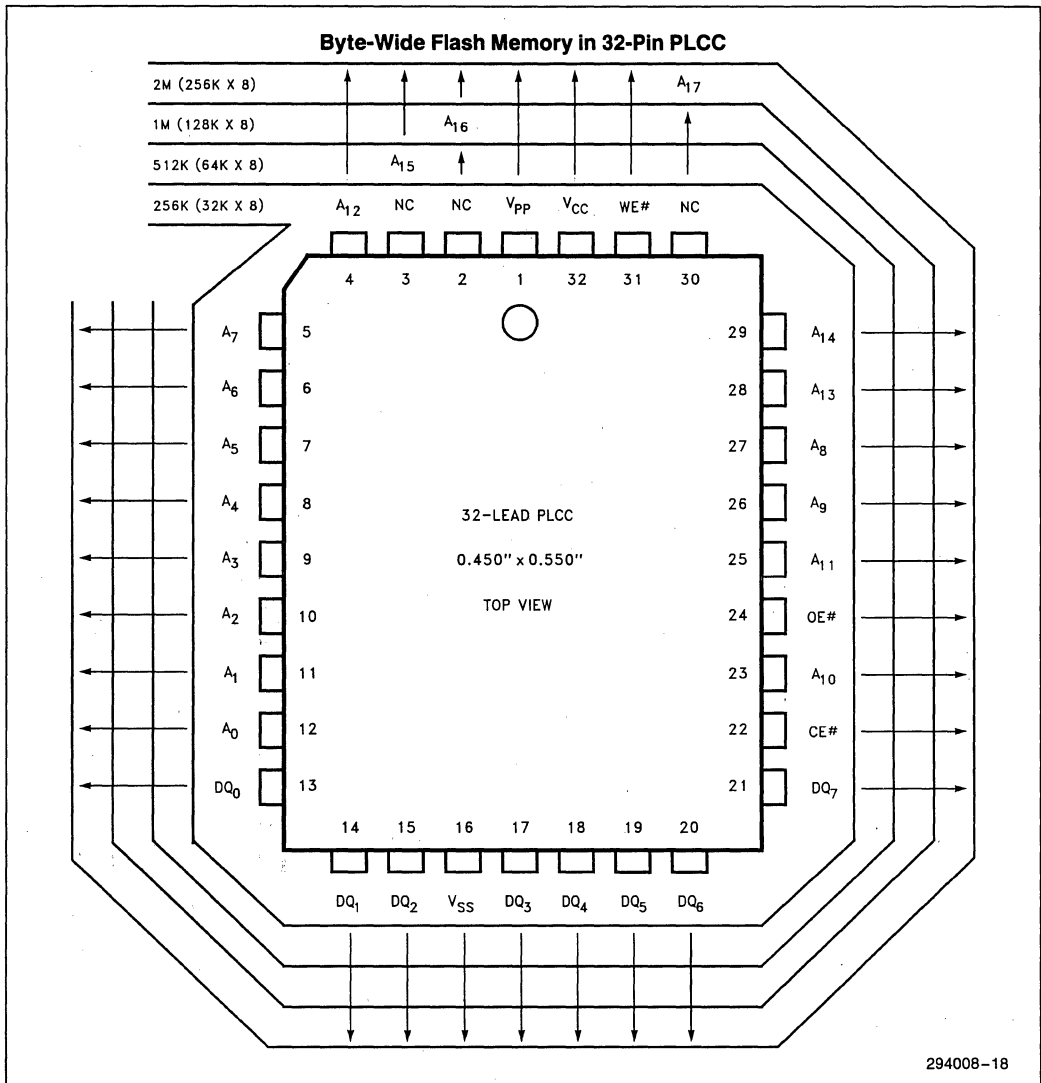 Byte-Wide Flash Memory in 32-Pin PLCC
2M (256K X 8) A17
1M (128K X 8) A16
512K (64K X 8) A15
256K (32K X 8) A12 NC NC VPP VCC WE# NC
4 3 2 1 32 31 30
A7 5 29 A14
A6 6 28 A13
A5 7 27 A8
A4 8 26 A9
32-LEAD PLCC
A3 9 0.450" x 0.550" 25 A11
TOP VIEW
A2 10 24 OE#
A1 11 23 A10
A0 12 22 CE#
DQ0 13 21 DQ7
14 15 16 17 18 19 20
DQ1 DQ2 VSS DQ3 DQ4 DQ5 DQ6
294008-18